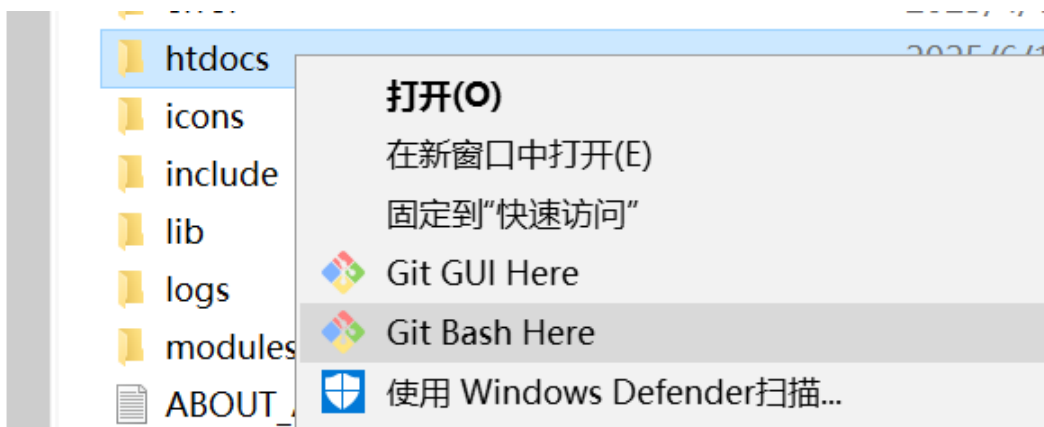 htdocs
打开(O)
icons
在新窗口中打开(E)
include
固定到“快速访问”
lib
Git GUI Here
logs
Git Bash Here
modules
使用 Windows Defender扫描...
ABOUT_